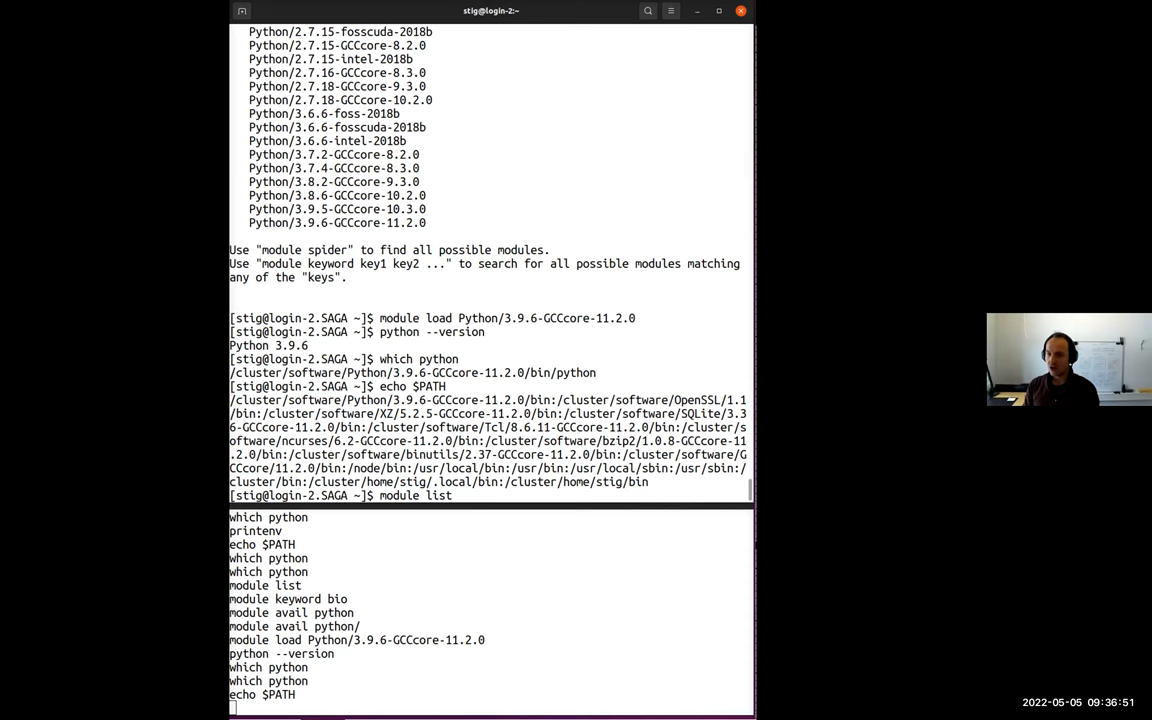 stig@login-2:~
Python/2.7.15-fosscuda-2018b
Python/2.7.15-GCCcore-8.2.0
Python/2.7.15-intel-2018b
Python/2.7.16-GCCcore-8.3.0
Python/2.7.18-GCCcore-9.3.0
Python/2.7.18-GCCcore-10.2.0
Python/3.6.6-foss-2018b
Python/3.6.6-fosscuda-2018b
Python/3.6.6-intel-2018b
Python/3.7.2-GCCcore-8.2.0
Python/3.7.4-GCCcore-8.3.0
Python/3.8.2-GCCcore-9.3.0
Python/3.8.6-GCCcore-10.2.0
Python/3.9.5-GCCcore-10.3.0
Python/3.9.6-GCCcore-11.2.0
Use "module spider" to find all possible modules.
Use "module keyword key1 key2 ..." to search for all possible modules matching
any of the "keys".
[stig@login-2.SAGA ~]$ module load Python/3.9.6-GCCcore-11.2.0
[stig@login-2.SAGA ~]$ python --version
Python 3.9.6
[stig@login-2.SAGA ~]$ which python
/cluster/software/Python/3.9.6-GCCcore-11.2.0/bin/python
[stig@login-2.SAGA ~]$ echo $PATH
/cluster/software/Python/3.9.6-GCCcore-11.2.0/bin:/cluster/software/OpenSSL/1.1
/bin:/cluster/software/XZ/5.2.5-GCCcore-11.2.0/bin:/cluster/software/SQLite/3.3
6-GCCcore-11.2.0/bin:/cluster/software/Tcl/8.6.11-GCCcore-11.2.0/bin:/cluster/s
oftware/ncurses/6.2-GCCcore-11.2.0/bin:/cluster/software/bzip2/1.0.8-GCCcore-11
.2.0/bin:/cluster/software/binutils/2.37-GCCcore-11.2.0/bin:/cluster/software/G
CCcore/11.2.0/bin:/node/bin:/usr/local/bin:/usr/bin:/usr/local/sbin:/usr/sbin:/
cluster/home/stig/.local/bin:/cluster/home/stig/bin
[stig@login-2.SAGA ~]$ module list
which python
printenv
echo $PATH
which python
which python
module list
module keyword bio
module avail python
module avail python/
module load Python/3.9.6-GCCcore-11.2.0
python --version
which python
which python
echo $PATH
2022-05-05 09:36:51